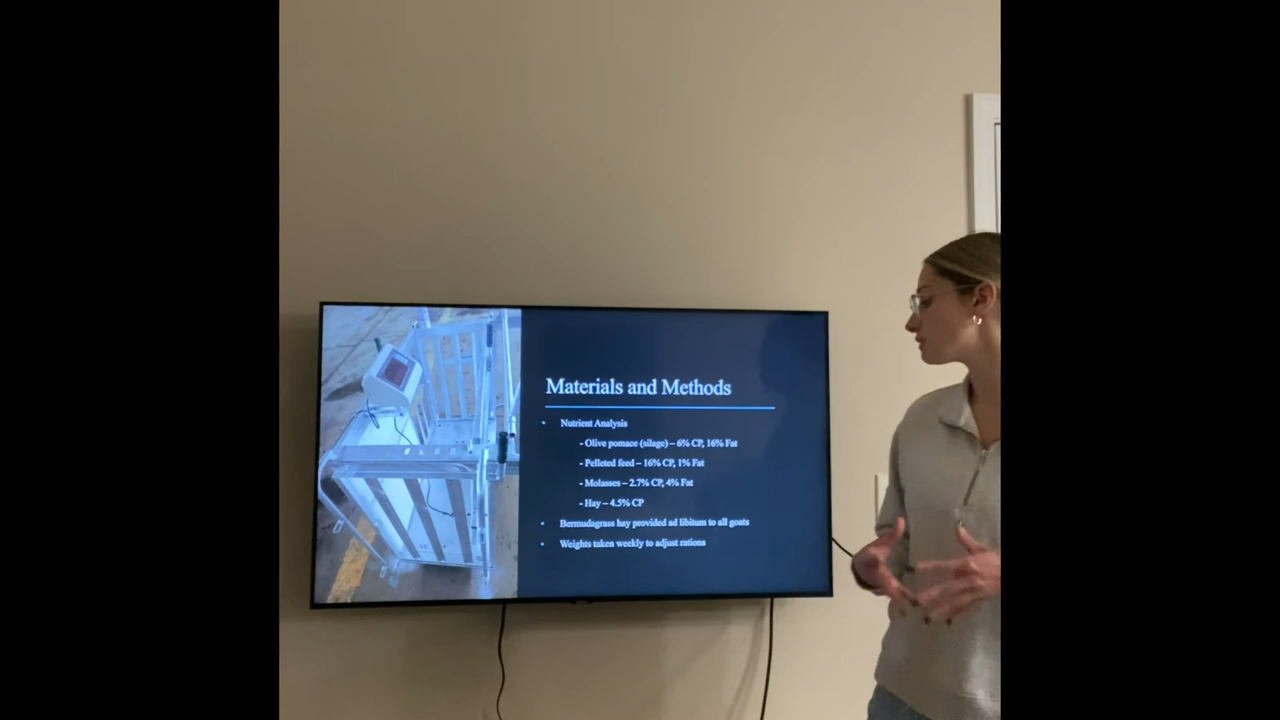 Materials and Methods
• Nutrient Analysis
- Olive pomace (silage) – 6% CP, 16% Fat
- Pelleted feed – 16% CP, 1% Fat
- Molasses – 2.7% CP, 4% Fat
- Hay – 4.5% CP
• Bermudagrass hay provided ad libitum to all goats
• Weights taken weekly to adjust rations